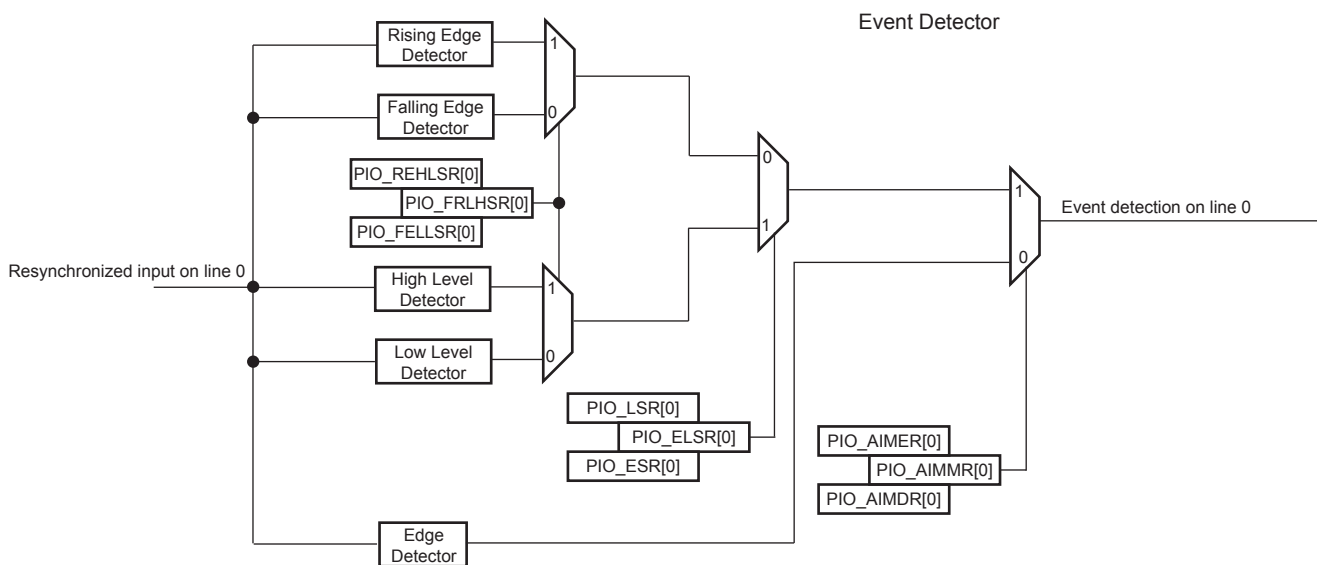 Event Detector
Rising Edge
Detector
1
Falling Edge
Detector
0
0
PIO_REHLSR[0]
PIO_FRLHSR[0]
PIO_FELLSR[0]
1
Event detection on line 0
1
0
Resynchronized input on line 0
High Level
Detector
1
Low Level
Detector
0
PIO_LSR[0]
PIO_ELSR[0]
PIO_ESR[0]
PIO_AIMER[0]
PIO_AIMMR[0]
PIO_AIMDR[0]
Edge
Detector